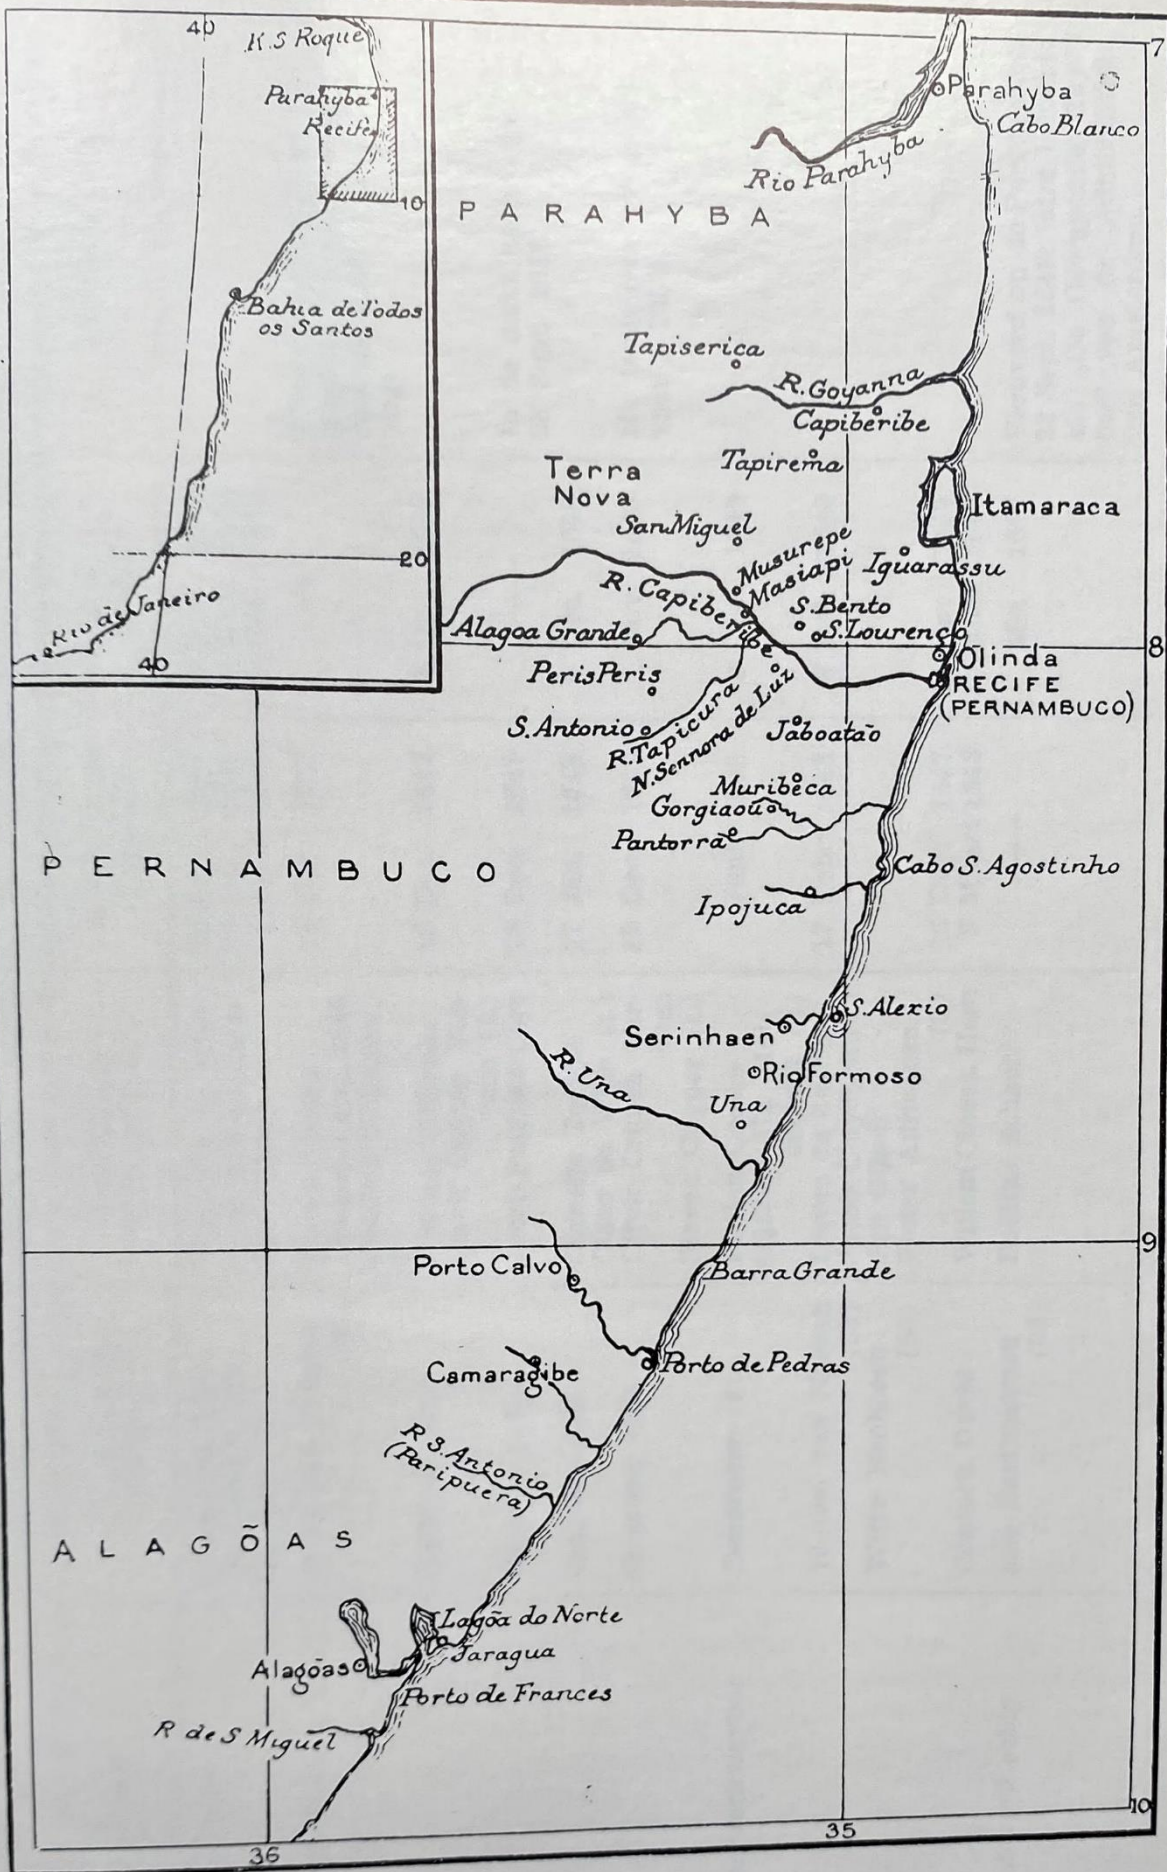 40
K.S Roque
Parahyba
Recife
10
Bahia de Todos
os Santos
20
Rio de Janeiro
40
7
Parahyba
Cabo Blanco
Rio Parahyba
PARAHYBA
Tapiserica
R. Goyanna
Capiberibe
Tapirema
Terra
Nova
San Miguel
Itamaraca
Musurepe
Masiapi
Iguarassu
R. Capiberibe
S. Bento
S. Lourenço
Alagoa Grande
8
Olinda
RECIFE
(PERNAMBUCO)
Peris Peris
S. Antonio
R. Tapicura
N. Sennora de Luz
Jaboatão
Muribeca
Gorgiaou
Pantorra
PERNAMBUCO
Cabo S. Agostinho
Ipojuca
S. Alexio
Serinhaen
Rio Formoso
R. Una
Una
9
Porto Calvo
Barra Grande
Camaragibe
Porto de Pedras
R S. Antonio
(Paripuera)
ALAGÕAS
Lagõa do Norte
Jaragua
Alagõas
Porto de Frances
R de S Miguel
10
36
35